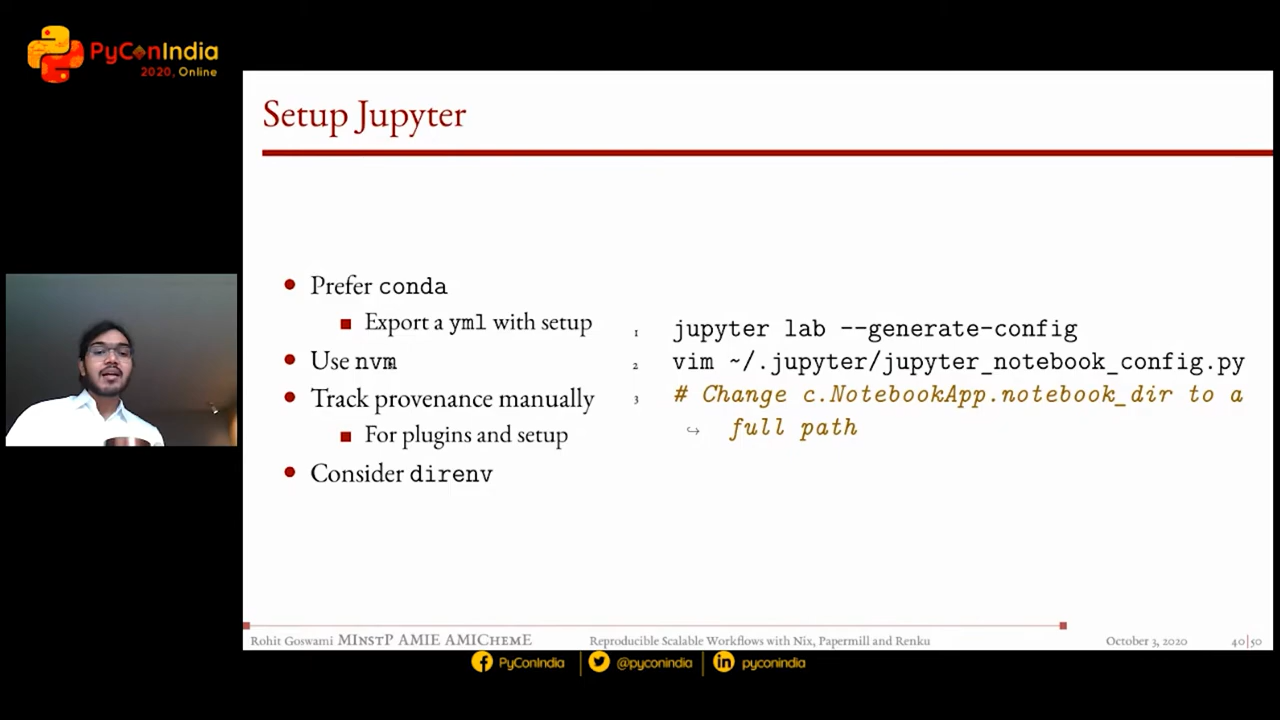 PyConIndia
2020, Online
Setup Jupyter
• Prefer conda
■ Export a yml with setup
• Use nvm
• Track provenance manually
■ For plugins and setup
• Consider direnv
1 jupyter lab --generate-config
2 vim ~/.jupyter/jupyter_notebook_config.py
3 # Change c.NotebookApp.notebook_dir to a
↪ full path
Rohit Goswami MInstP AMIE AMIChemE Reproducible Scalable Workflows with Nix, Papermill and Renku October 3, 2020 40|50
PyConIndia @pyconindia pyconindia